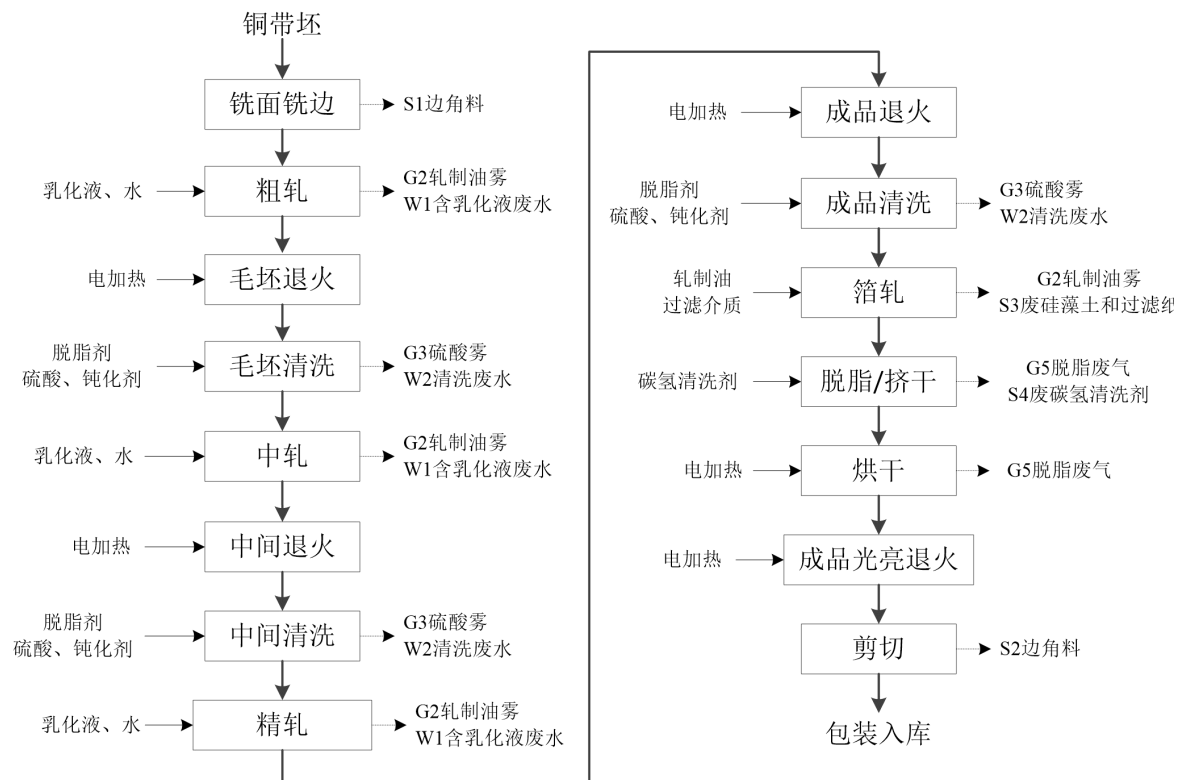 铜带坯
铣面铣边
S1边角料
乳化液、水
粗轧
G2轧制油雾
W1含乳化液废水
电加热
毛坯退火
脱脂剂
硫酸、钝化剂
毛坯清洗
G3硫酸雾
W2清洗废水
乳化液、水
中轧
G2轧制油雾
W1含乳化液废水
电加热
中间退火
脱脂剂
硫酸、钝化剂
中间清洗
G3硫酸雾
W2清洗废水
乳化液、水
精轧
G2轧制油雾
W1含乳化液废水
电加热
成品退火
脱脂剂
硫酸、钝化剂
成品清洗
G3硫酸雾
W2清洗废水
轧制油
过滤介质
箔轧
G2轧制油雾
S3废硅藻土和过滤
碳氢清洗剂
脱脂/挤干
G5脱脂废气
S4废碳氢清洗剂
电加热
烘干
G5脱脂废气
电加热
成品光亮退火
剪切
S2边角料
包装入库